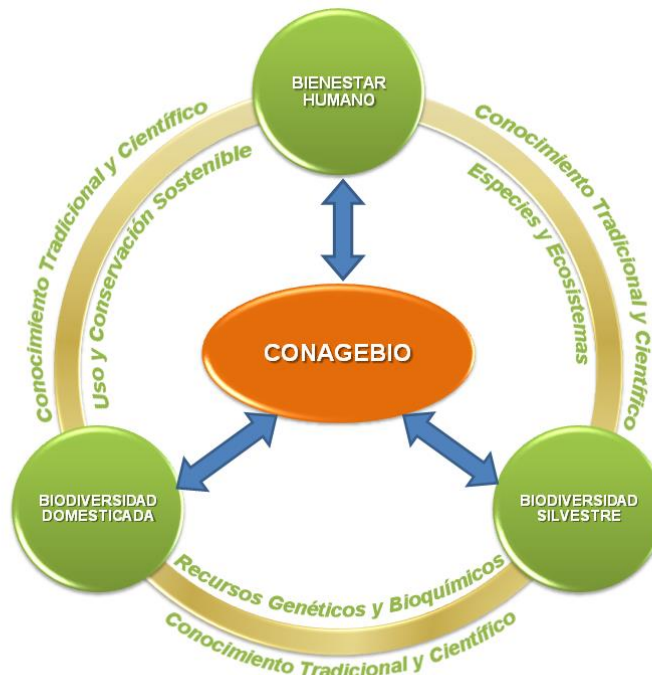 BIENESTAR
HUMANO
Conocimiento Tradicional y Científico
Uso y Conservación Sostenible
Conocimiento Tradicional y Científico
Especies y Ecosistemas
CONAGEBIO
BIODIVERSIDAD
DOMESTICADA
BIODIVERSIDAD
SILVESTRE
Recursos Genéticos y Bioquímicos
Conocimiento Tradicional y Científico